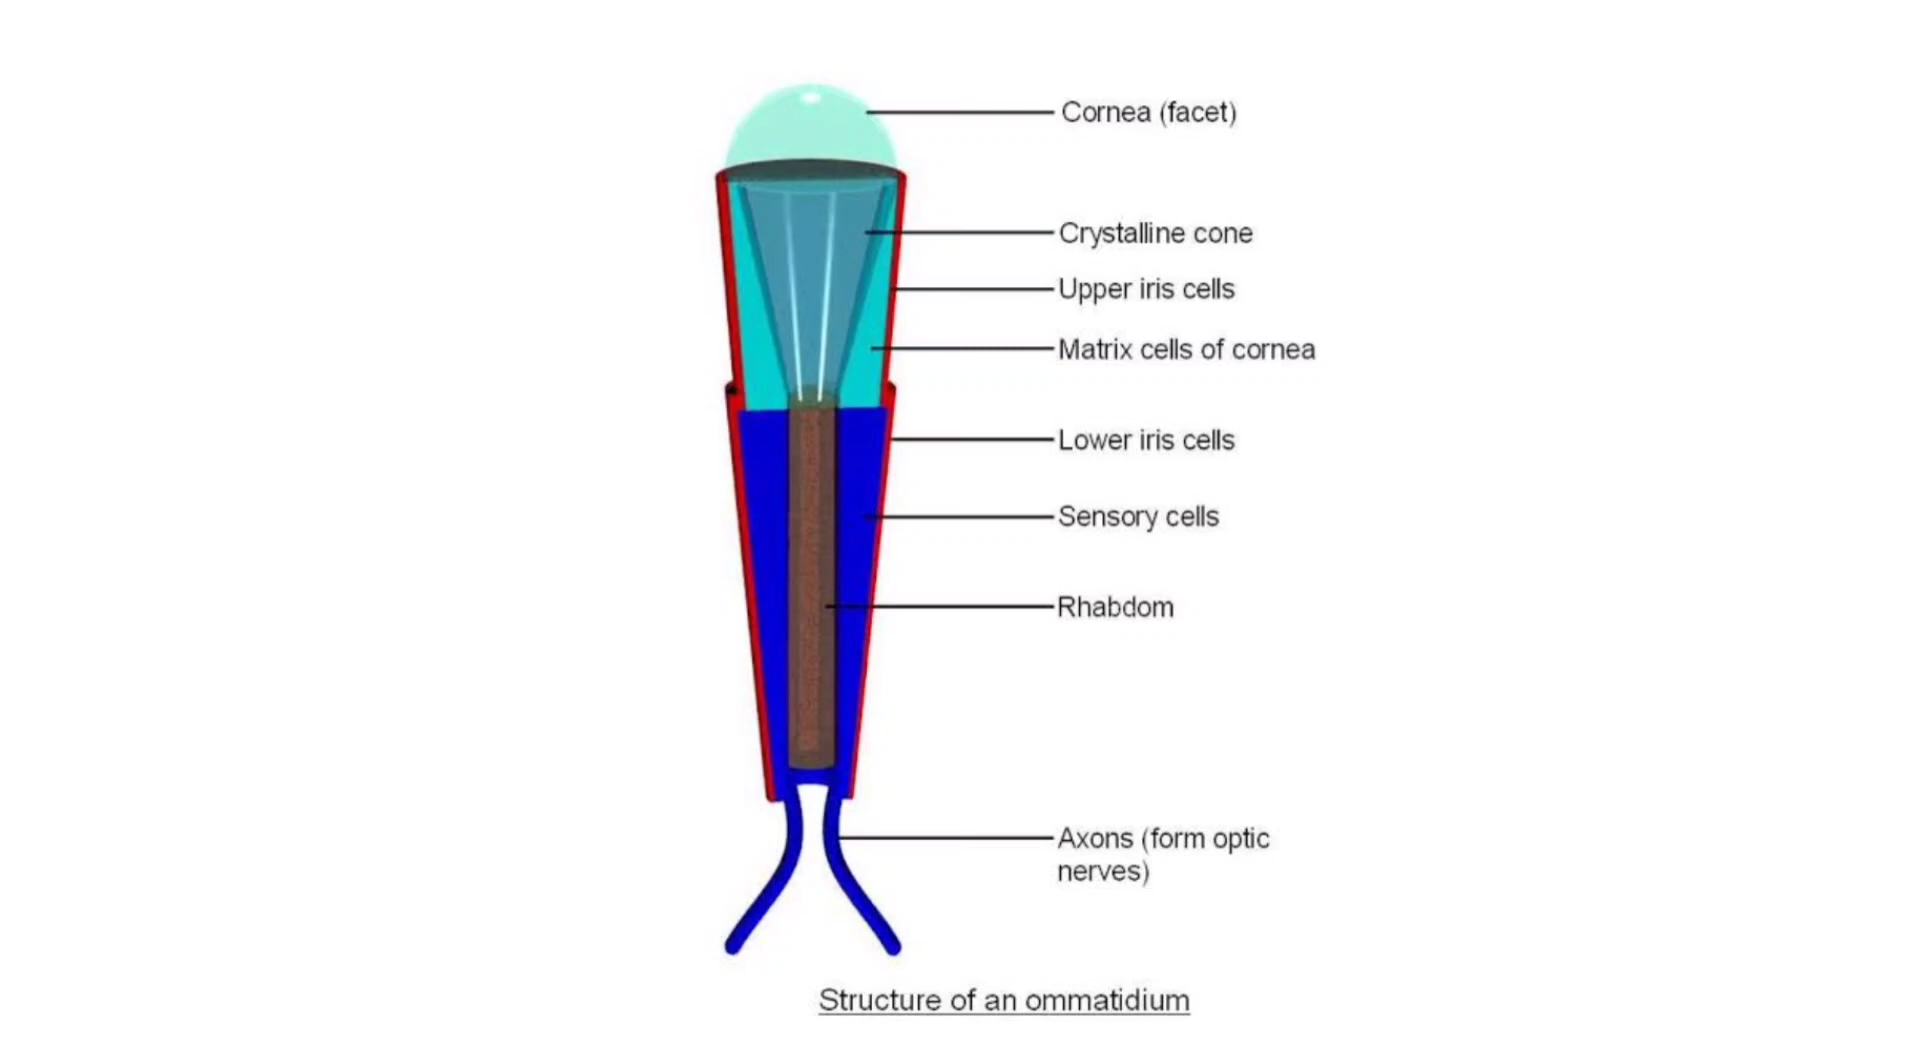 Cornea (facet)
Crystalline cone
Upper iris cells
Matrix cells of cornea
Lower iris cells
Sensory cells
Rhabdom
Axons (form optic
nerves)
Structure of an ommatidium